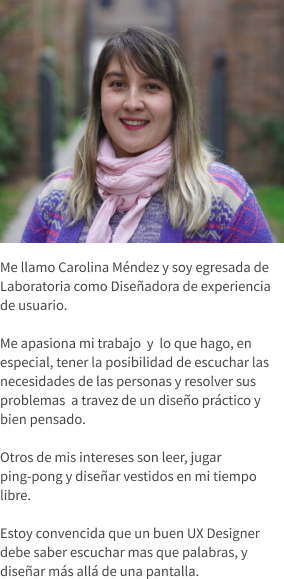 Me llamo Carolina Méndez y soy egresada de
Laboratoria como Diseñadora de experiencia
de usuario.
Me apasiona mi trabajo y lo que hago, en
especial, tener la posibilidad de escuchar las
necesidades de las personas y resolver sus
problemas a travez de un diseño práctico y
bien pensado.
Otros de mis intereses son leer, jugar
ping-pong y diseñar vestidos en mi tiempo
libre.
Estoy convencida que un buen UX Designer
debe saber escuchar mas que palabras, y
diseñar más allá de una pantalla.